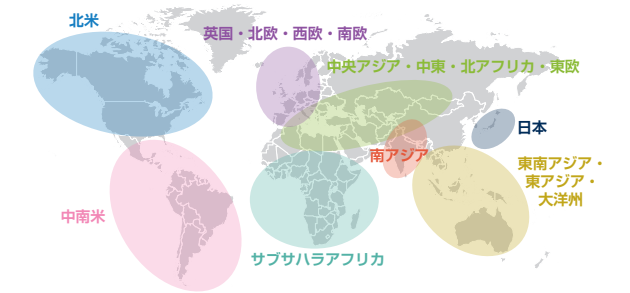 北米
英国・北欧・西欧・南欧
中央アジア・中東・北アフリカ・東欧
日本
南アジア
東南アジア・
東アジア・
大洋州
中南米
サブサハラアフリカ